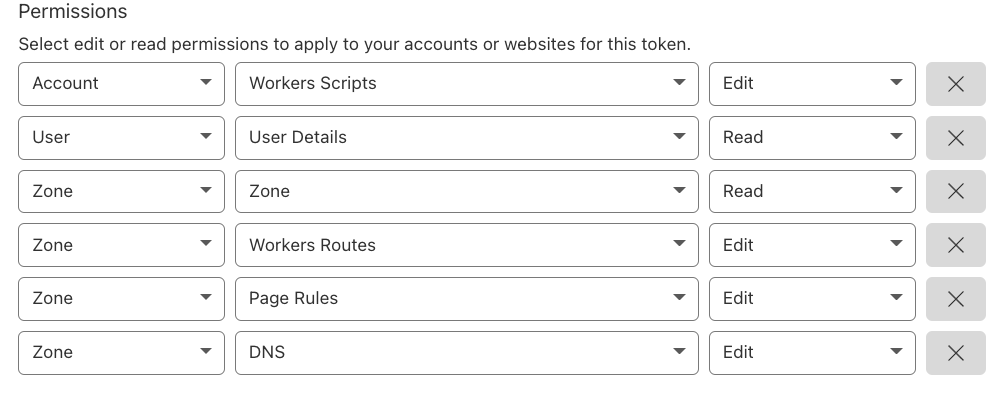 Permissions
Select edit or read permissions to apply to your accounts or websites for this token.
Account Workers Scripts Edit
User User Details Read
Zone Zone Read
Zone Workers Routes Edit
Zone Page Rules Edit
Zone DNS Edit